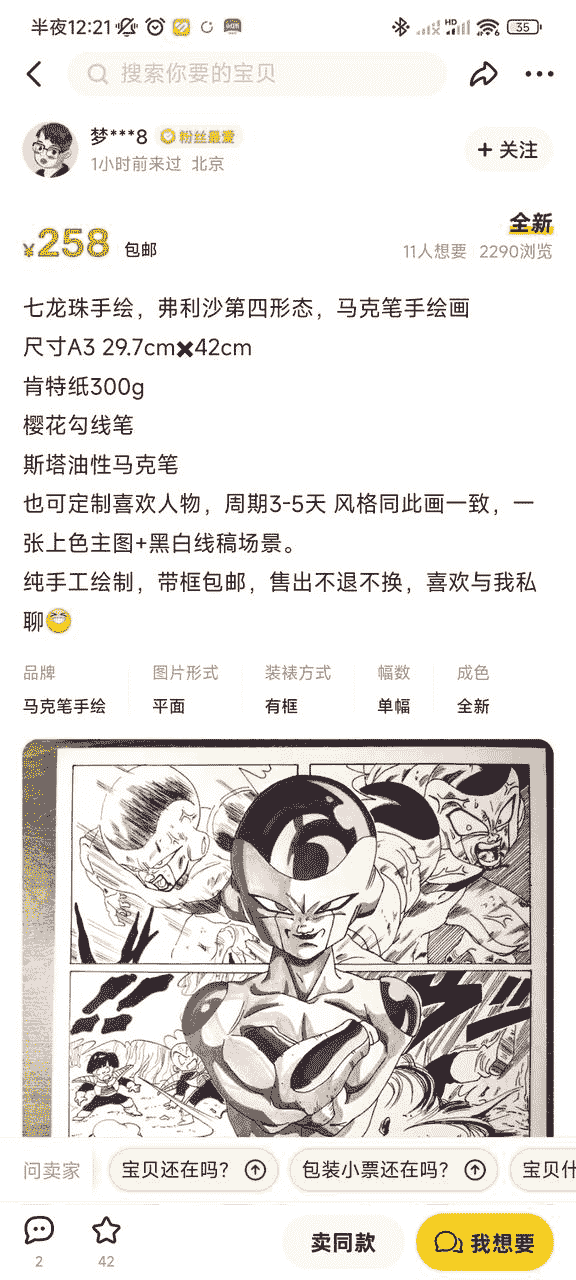 半夜12:21
HD
35
搜索你要的宝贝
梦***8 粉丝最爱
1小时前来过 北京
+ 关注
全新
¥258 包邮
11人想要 2290浏览
七龙珠手绘，弗利沙第四形态，马克笔手绘画
尺寸A3 29.7cm✖42cm
肯特纸300g
樱花勾线笔
斯塔油性马克笔
也可定制喜欢人物，周期3-5天 风格同此画一致，一
张上色主图+黑白线稿场景。
纯手工绘制，带框包邮，售出不退不换，喜欢与我私
聊😁
品牌 图片形式 装裱方式 幅数 成色
马克笔手绘 平面 有框 单幅 全新
问卖家 宝贝还在吗？ 包装小票还在吗？ 宝贝什
2 42
卖同款 我想要